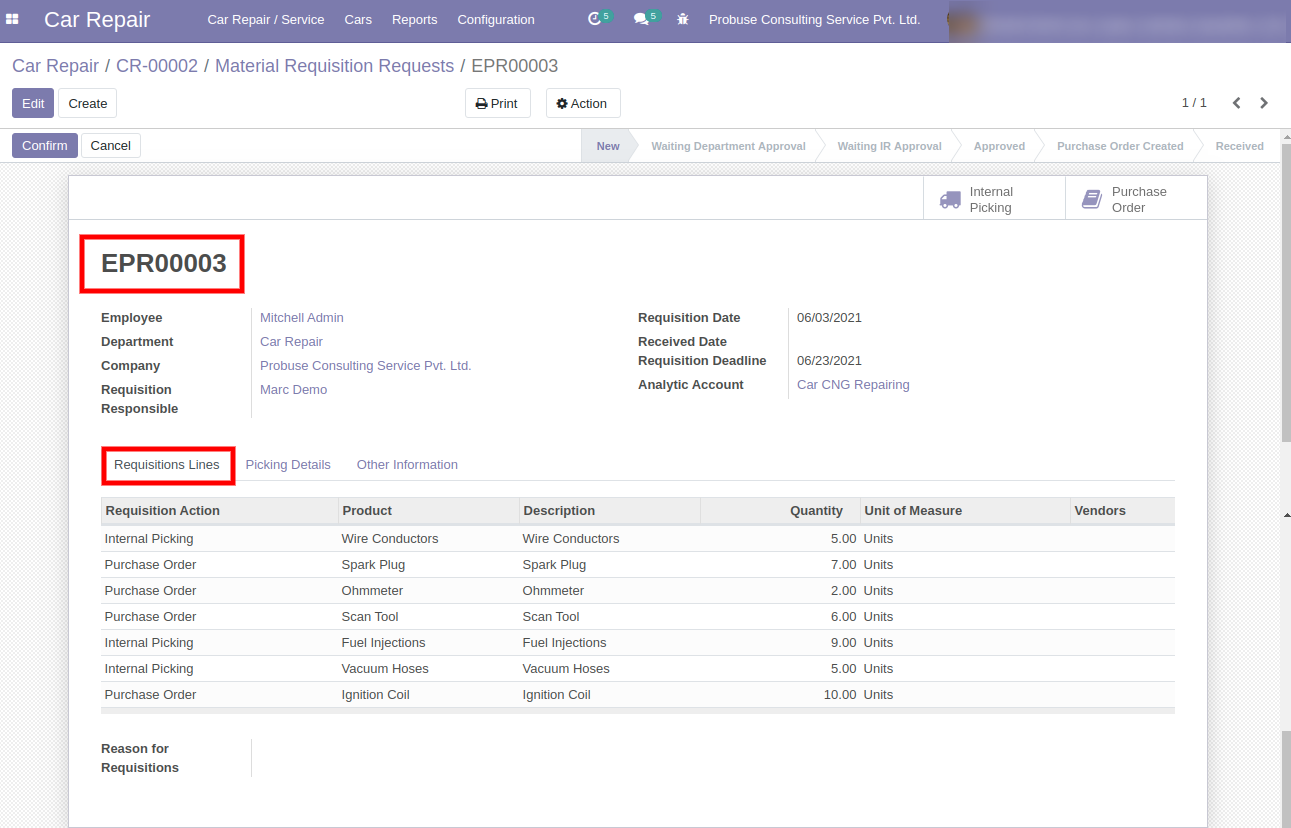 Car Repair Car Repair / Service Cars Reports Configuration 5 5 Probuse Consulting Service Pvt. Ltd.
Car Repair / CR-00002 / Material Requisition Requests / EPR00003
Edit Create Print Action 1 / 1
Confirm Cancel New Waiting Department Approval Waiting IR Approval Approved Purchase Order Created Received
Internal Picking
Purchase Order
EPR00003
Employee Mitchell Admin
Department Car Repair
Company Probuse Consulting Service Pvt. Ltd.
Requisition Responsible Marc Demo
Requisition Date 06/03/2021
Received Date
Requisition Deadline 06/23/2021
Analytic Account Car CNG Repairing
Requisitions Lines Picking Details Other Information
Requisition Action Product Description Quantity Unit of Measure Vendors
Internal Picking Wire Conductors Wire Conductors 5.00 Units
Purchase Order Spark Plug Spark Plug 7.00 Units
Purchase Order Ohmmeter Ohmmeter 2.00 Units
Purchase Order Scan Tool Scan Tool 6.00 Units
Internal Picking Fuel Injections Fuel Injections 9.00 Units
Internal Picking Vacuum Hoses Vacuum Hoses 5.00 Units
Purchase Order Ignition Coil Ignition Coil 10.00 Units
Reason for
Requisitions